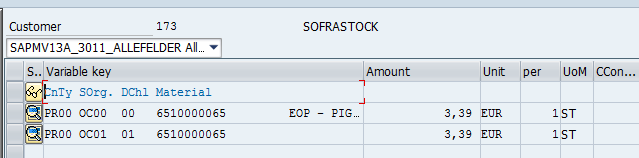 Customer 173 SOFRASTOCK
SAPMV13A_3011_ALLEFELDER All...
S.. Variable key Amount Unit per UoM CCon...
CnTy SOrg. DChl Material
PR00 OC00 00 6510000065 EOP - PIG... 3,39 EUR 1 ST
PR00 OC01 01 6510000065 3,39 EUR 1 ST